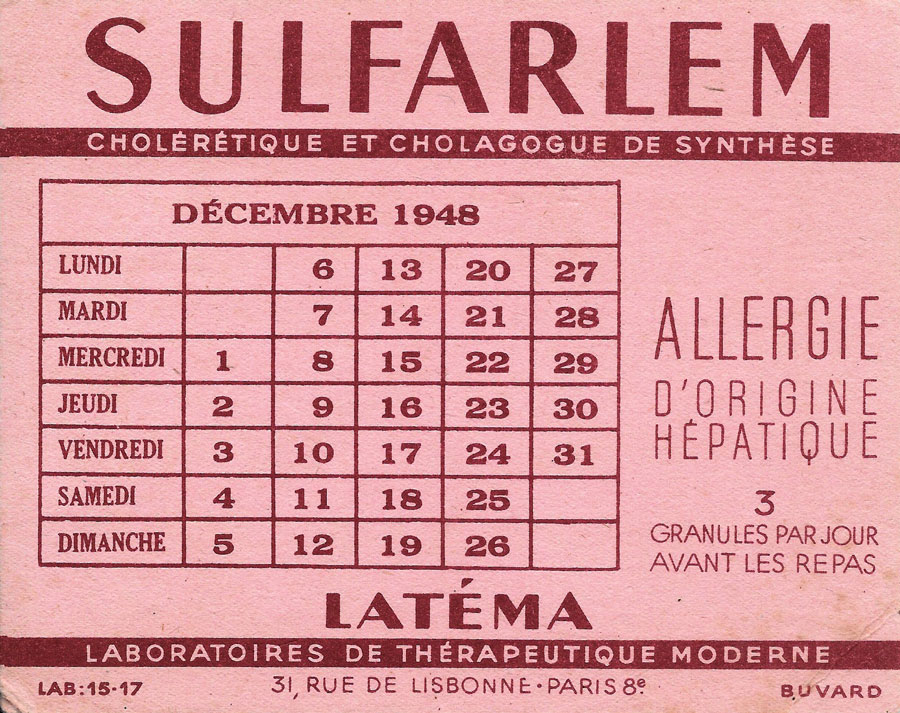 SULFARLEM
CHOLÉRÉTIQUE ET CHOLAGOGUE DE SYNTHÈSE
DÉCEMBRE 1948
LUNDI 6 13 20 27
MARDI 7 14 21 28
MERCREDI 1 8 15 22 29
JEUDI 2 9 16 23 30
VENDREDI 3 10 17 24 31
SAMEDI 4 11 18 25
DIMANCHE 5 12 19 26
ALLERGIE
D'ORIGINE
HÉPATIQUE
3
GRANULES PAR JOUR
AVANT LES REPAS
LATÉMA
LABORATOIRES DE THÉRAPEUTIQUE MODERNE
LAB:15-17 31, RUE DE LISBONNE·PARIS 8e. BUVARD